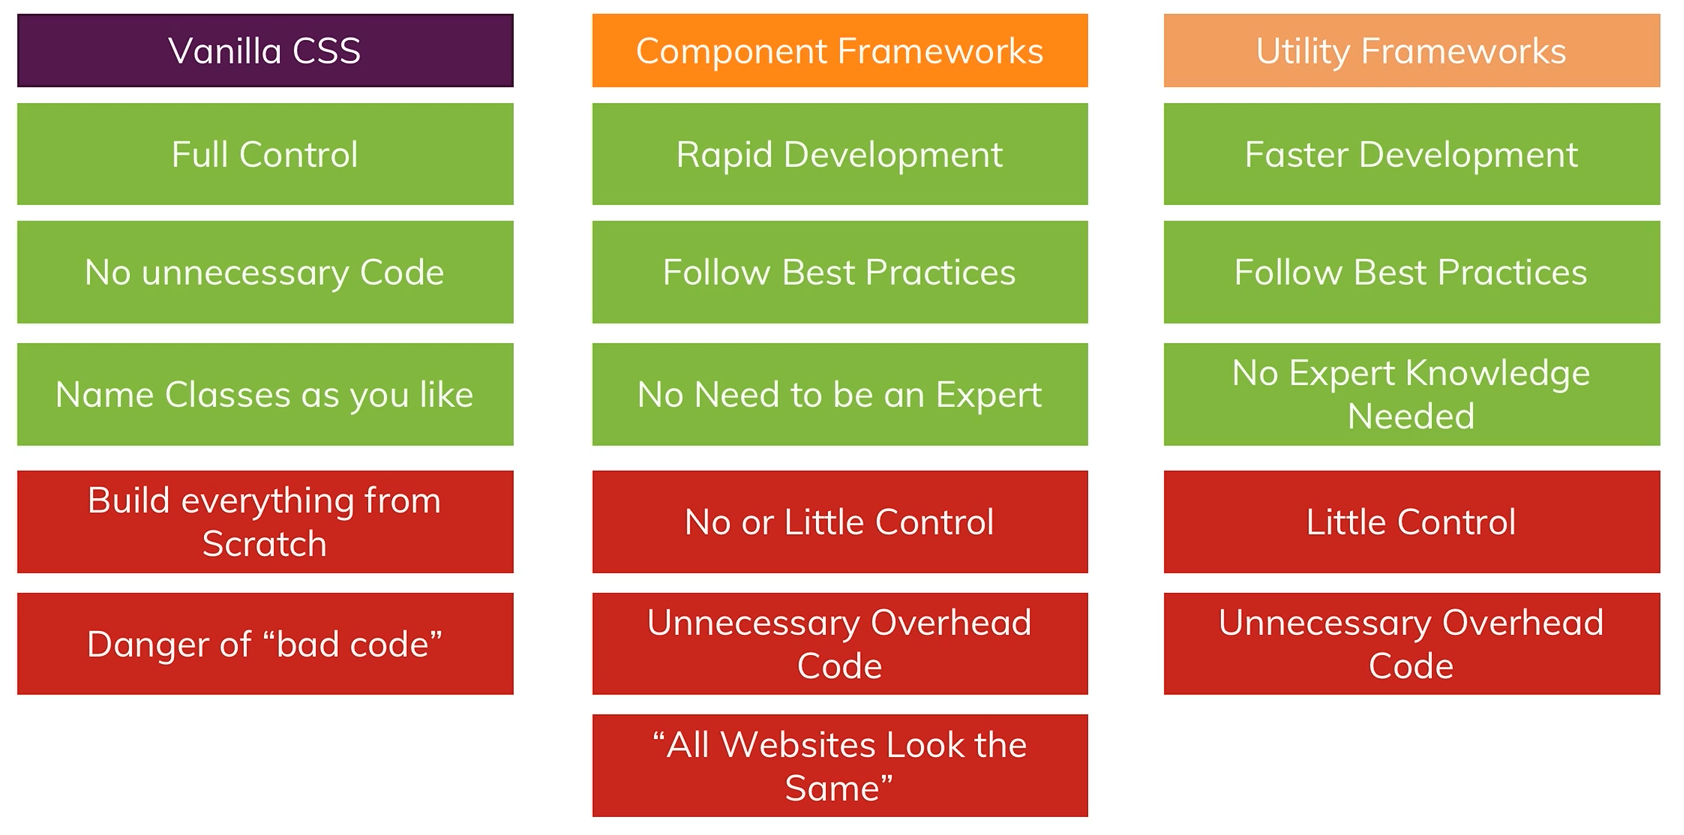 Vanilla CSS
Full Control
No unnecessary Code
Name Classes as you like
Build everything from
Scratch
Danger of “bad code”
Component Frameworks
Rapid Development
Follow Best Practices
No Need to be an Expert
No or Little Control
Unnecessary Overhead
Code
“All Websites Look the
Same”
Utility Frameworks
Faster Development
Follow Best Practices
No Expert Knowledge
Needed
Little Control
Unnecessary Overhead
Code